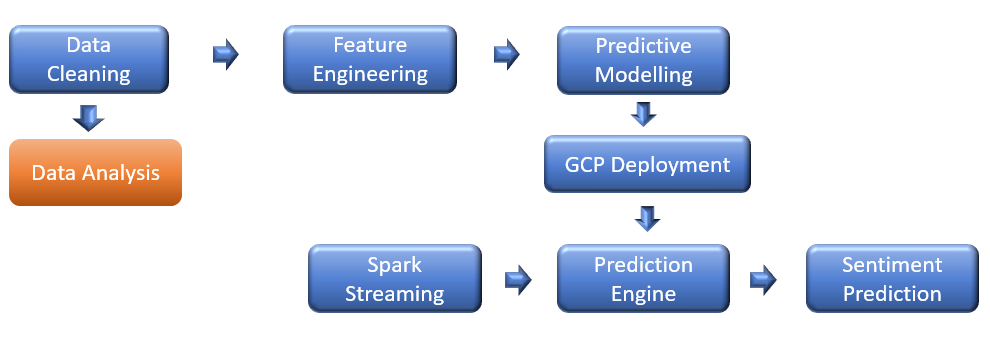 Data
Cleaning
Feature
Engineering
Predictive
Modelling
Data Analysis
GCP Deployment
Spark
Streaming
Prediction
Engine
Sentiment
Prediction